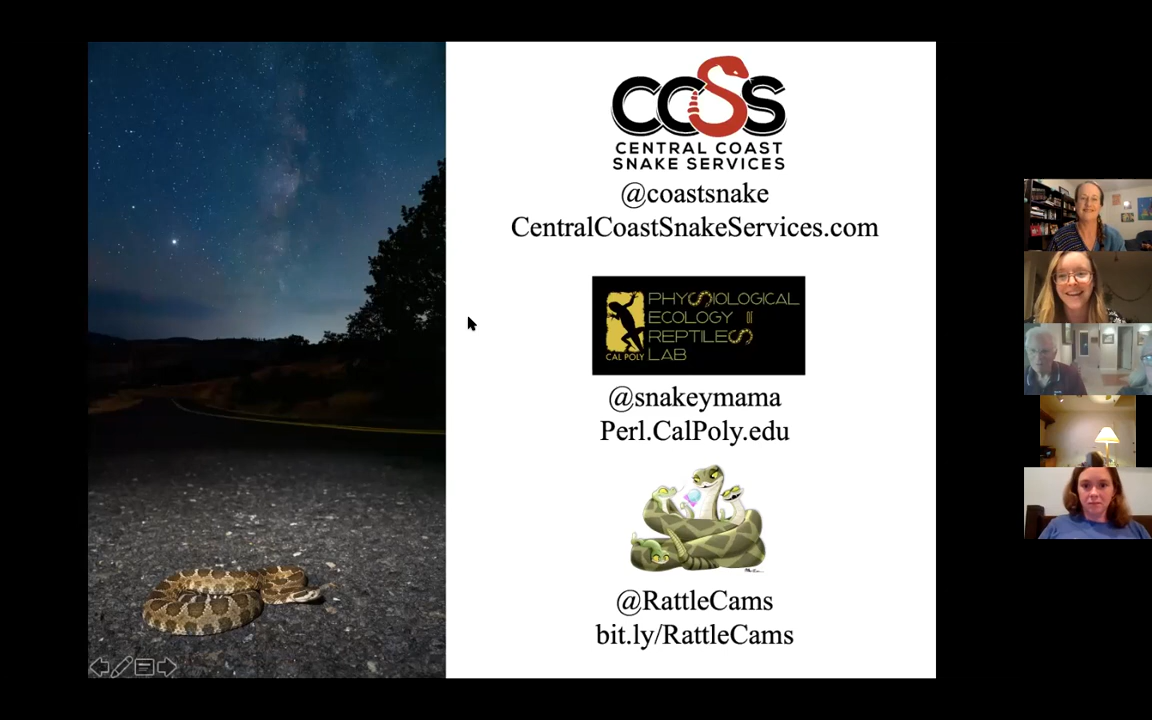 CCSS
CENTRAL COAST
SNAKE SERVICES
@coastsnake
CentralCoastSnakeServices.com
PHYSIOLOGICAL
ECOLOGY OF
REPTILES
LAB
CAL POLY
@snakeymama
Perl.CalPoly.edu
@RattleCams
bit.ly/RattleCams